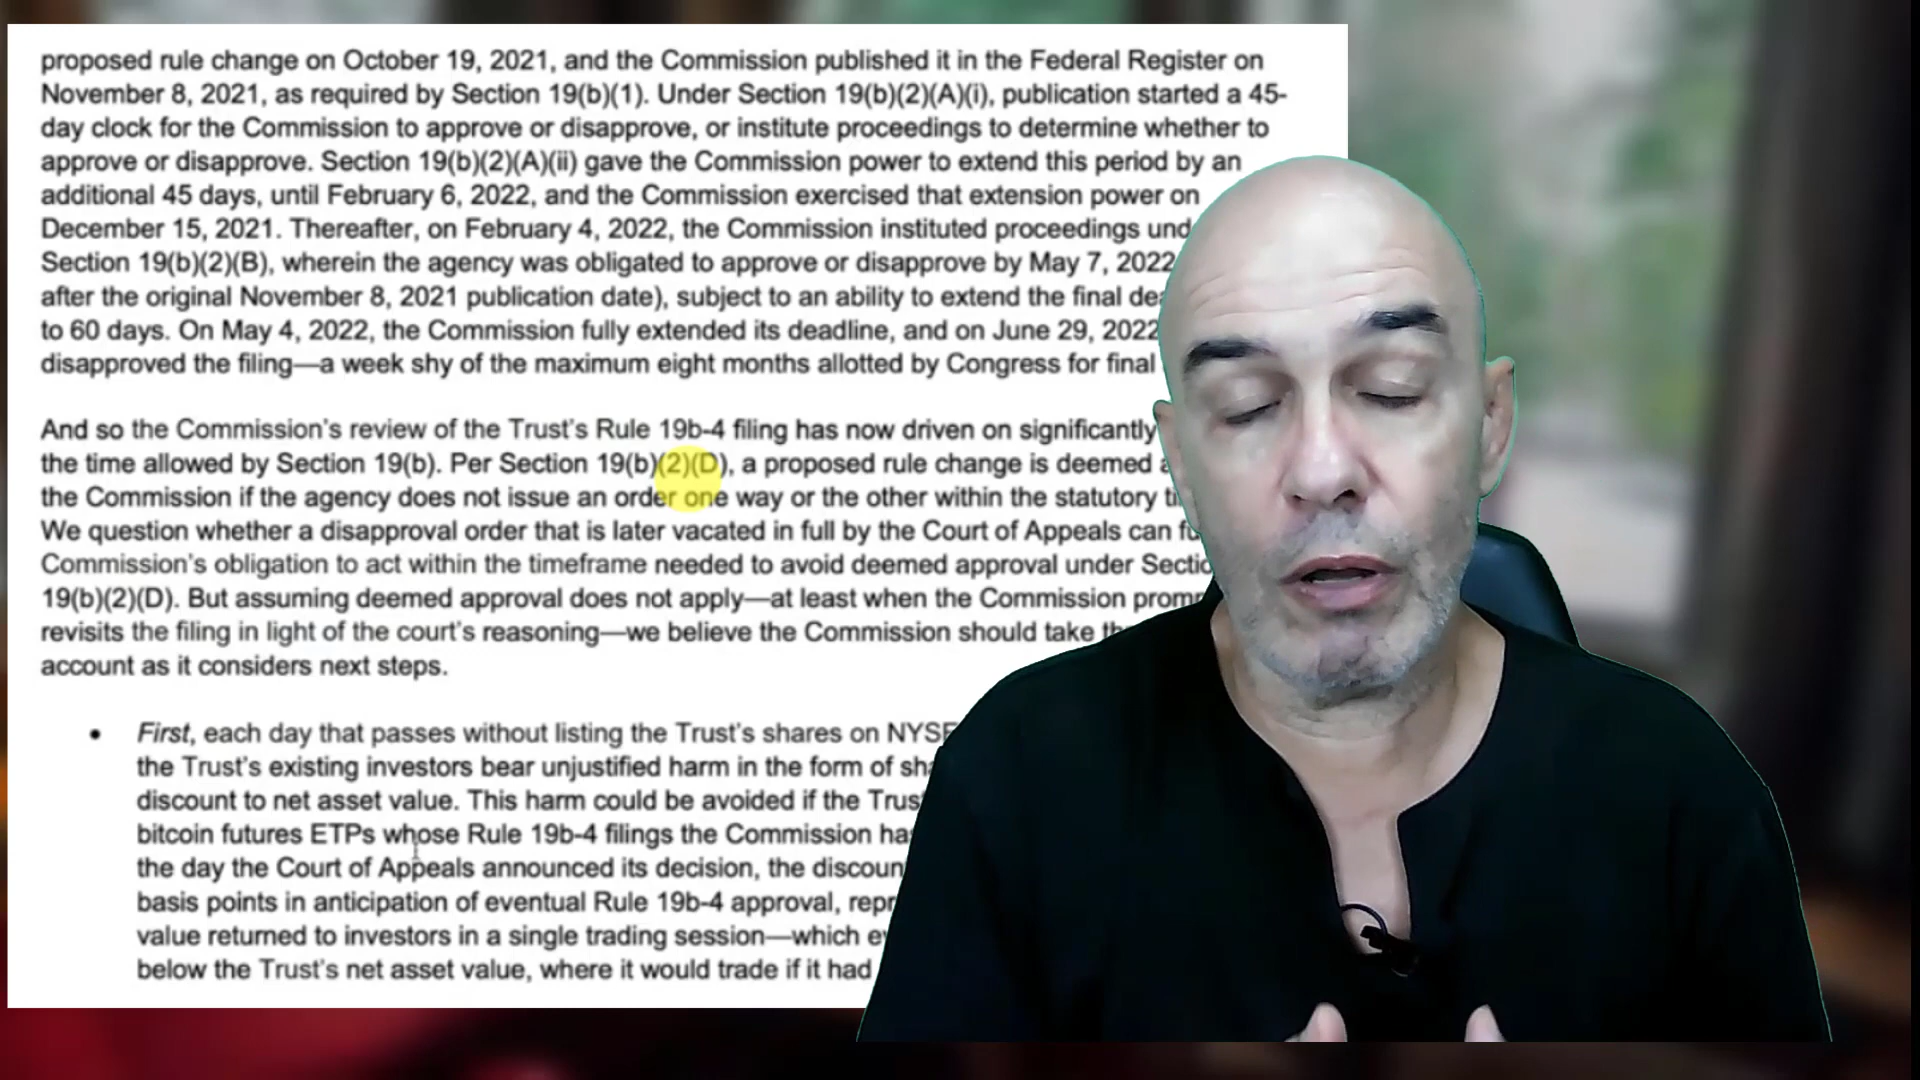 proposed rule change on October 19, 2021, and the Commission published it in the Federal Register on
November 8, 2021, as required by Section 19(b)(1). Under Section 19(b)(2)(A)(i), publication started a 45-
day clock for the Commission to approve or disapprove, or institute proceedings to determine whether to
approve or disapprove. Section 19(b)(2)(A)(ii) gave the Commission power to extend this period by an
additional 45 days, until February 6, 2022, and the Commission exercised that extension power on
December 15, 2021. Thereafter, on February 4, 2022, the Commission instituted proceedings
Section 19(b)(2)(B), wherein the agency was obligated to approve or disapprove by May 7, 2022
after the original November 8, 2021 publication date), subject to an ability to extend the final
to 60 days. On May 4, 2022, the Commission fully extended its deadline, and on June 29, 2022
disapproved the filing—a week shy of the maximum eight months allotted by Congress for final
And so the Commission's review of the Trust's Rule 19b-4 filing has now driven on significantly
the time allowed by Section 19(b). Per Section 19(b)(2)(D), a proposed rule change is deemed
the Commission if the agency does not issue an order one way or the other within the statutory
We question whether a disapproval order that is later vacated in full by the Court of Appeals can
Commission's obligation to act within the timeframe needed to avoid deemed approval under
19(b)(2)(D). But assuming deemed approval does not apply—at least when the Commission
revisits the filing in light of the court's reasoning—we believe the Commission should take
account as it considers next steps.
• First, each day that passes without listing the Trust's shares on
the Trust's existing investors bear unjustified harm in the form of
discount to net asset value. This harm could be avoided if the
bitcoin futures ETPs whose Rule 19b-4 filings the Commission
the day the Court of Appeals announced its decision, the
basis points in anticipation of eventual Rule 19b-4 approval,
value returned to investors in a single trading session—which
below the Trust's net asset value, where it would trade if it had